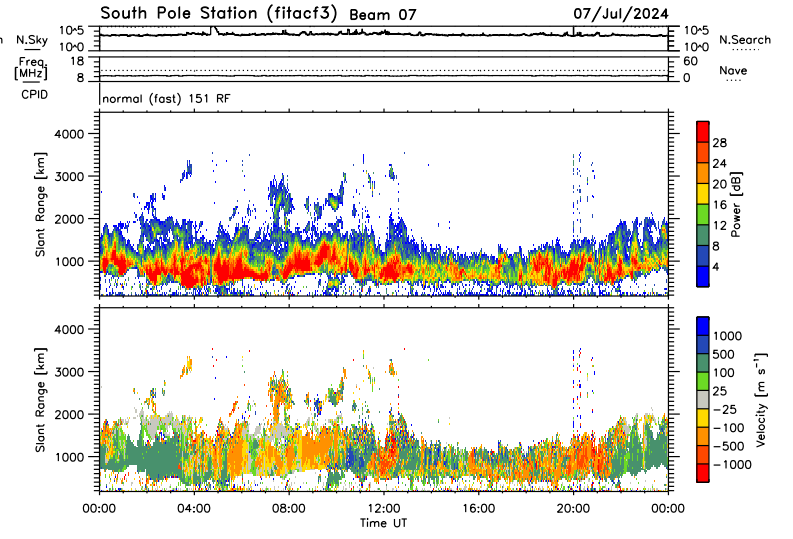 South Pole Station (fitacf3) Beam 07 07/Jul/2024
n N.Sky 10^5 10^0 10^5 10^0 N.Search
Freq. [MHz] 18 8 60 0 Nave
CPID normal (fast) 151 RF
Slant Range [km] 4000 3000 2000 1000
Power [dB] 28 24 20 16 12 8 4
Slant Range [km] 4000 3000 2000 1000
Velocity [m s^-1] 1000 500 100 25 -25 -100 -500 -1000
00:00 04:00 08:00 12:00 16:00 20:00 00:00
Time UT